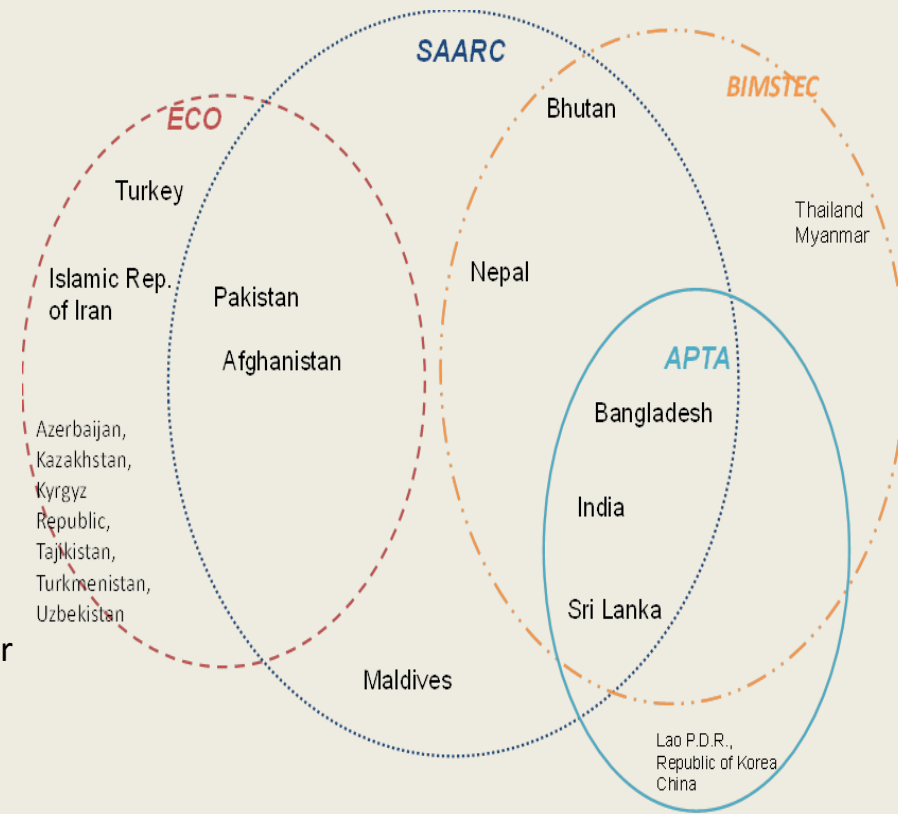 SAARC
BIMSTEC
ECO
Bhutan
Turkey
Thailand
Myanmar
Nepal
Islamic Rep.
of Iran
Pakistan
Afghanistan
APTA
Bangladesh
Azerbaijan,
Kazakhstan,
Kyrgyz
Republic,
Tajikistan,
Turkmenistan,
Uzbekistan
India
Sri Lanka
r
Maldives
Lao P.D.R.,
Republic of Korea
China